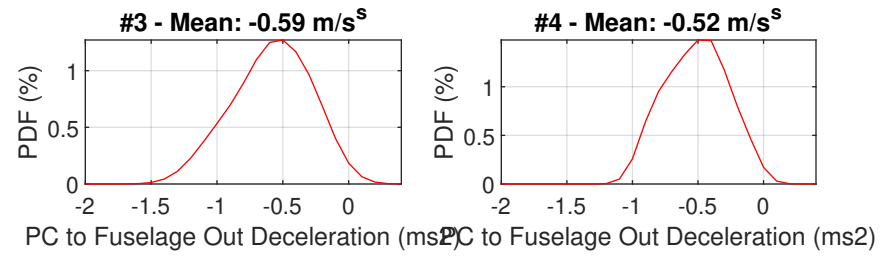 #3 - Mean: -0.59 m/s^s
#4 - Mean: -0.52 m/s^s
PDF (%)
1
0.5
0
-2 -1.5 -1 -0.5 0
PC to Fuselage Out Deceleration (ms2)
PDF (%)
1
0.5
0
-2 -1.5 -1 -0.5 0
PC to Fuselage Out Deceleration (ms2)